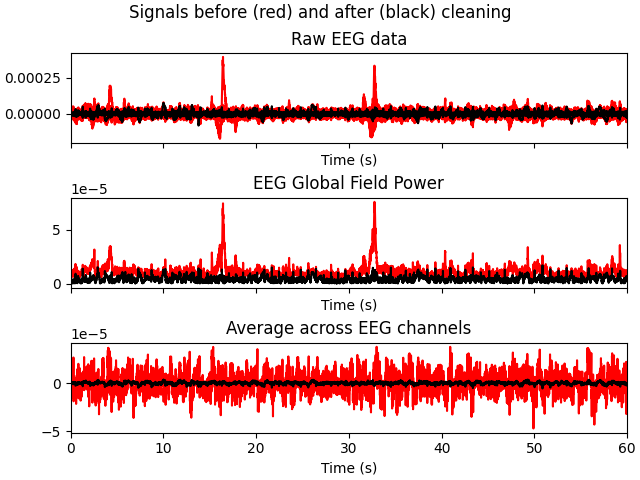 Signals before (red) and after (black) cleaning
Raw EEG data
0.00025
0.00000
Time (s)
EEG Global Field Power
1e−5
5
0
Time (s)
Average across EEG channels
1e−5
0
−5
0 10 20 30 40 50 60
Time (s)